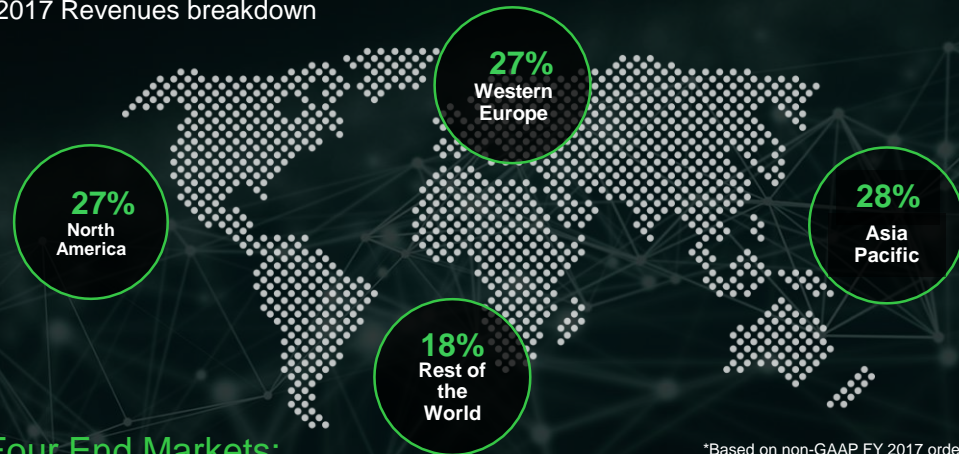 2017 Revenues breakdown
27%
Western
Europe
27%
North
America
28%
Asia
Pacific
18%
Rest of
the
World
Four End Markets:
*Based on non-GAAP FY 2017 orde